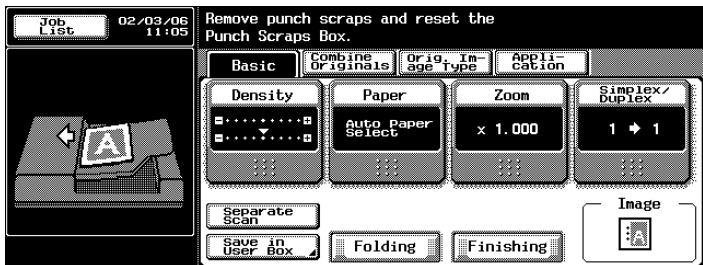 Job
List
02/03/06
11:05
Remove punch scraps and reset the
Punch Scraps Box.
Basic
Combine
Originals
Orig. Im-
age Type
Appli-
cation
Density
Paper
Zoom
Simplex/
Duplex
Auto Paper
Select
x 1.000
1 ➔ 1
A
Separate
Scan
Save in
User Box
Folding
Finishing
Image
A